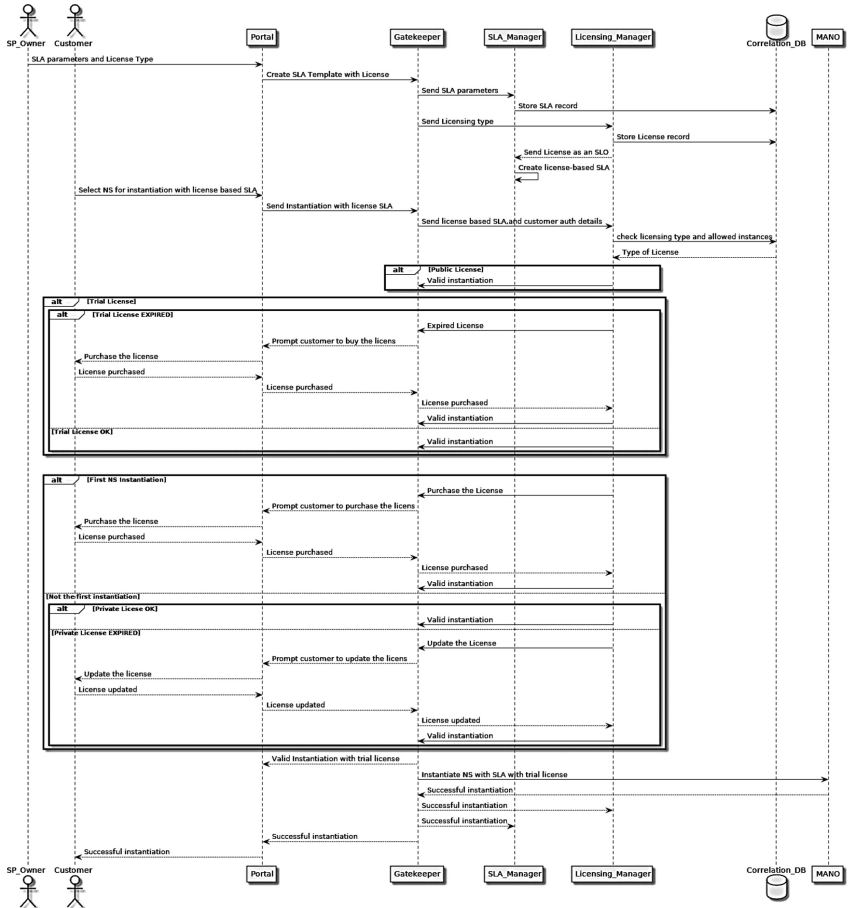 SP_Owner
Customer
Portal
Gatekeeper
SLA_Manager
Licensing_Manager
Correlation_DB
MANO
SLA parameters and License Type
Create SLA Template with License
Send SLA parameters
Store SLA record
Send Licensing type
Store License record
Send License as an SLO
Create license-based SLA
Select NS for instantiation with license based SLA
Send Instantiation with license SLA
Send license based SLA,and customer auth details
check licensing type and allowed instances
Type of License
alt [Public License]
Valid instantiation
alt [Trial License]
alt [Trial License EXPIRED]
Expired License
Prompt customer to buy the licens
Purchase the license
License purchased
License purchased
License purchased
Valid instantiation
[Trial License OK]
Valid instantiation
alt [First NS Instantiation]
Purchase the License
Prompt customer to purchase the licens
Purchase the license
License purchased
License purchased
License purchased
Valid instantiation
[Not the first instantiation]
alt [Private Licese OK]
Valid instantiation
[Private License EXPIRED]
Update the License
Prompt customer to update the licens
Update the license
License updated
License updated
License updated
Valid instantiation
Valid Instantiation with trial license
Instantiate NS with SLA with trial license
Successful instantiation
Successful instantiation
Successful instantiation
Successful instantiation
Successful instantiation
SP_Owner
Customer
Portal
Gatekeeper
SLA_Manager
Licensing_Manager
Correlation_DB
MANO